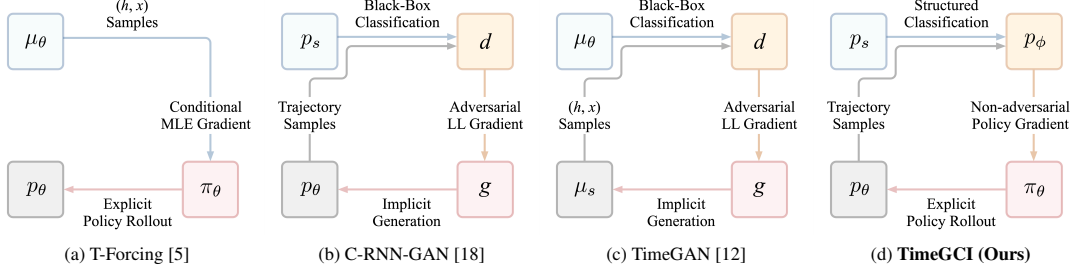 (h, x)
Samples
μθ
Conditional
MLE Gradient
pθ
πθ
Explicit
Policy Rollout
(a) T-Forcing [5]
Black-Box
Classification
ps
d
Trajectory
Samples
Adversarial
LL Gradient
pθ
g
Implicit
Generation
(b) C-RNN-GAN [18]
Black-Box
Classification
μθ
d
(h, x)
Samples
Adversarial
LL Gradient
μs
g
Implicit
Generation
(c) TimeGAN [12]
Structured
Classification
ps
pϕ
Trajectory
Samples
Non-adversarial
Policy Gradient
pθ
πθ
Explicit
Policy Rollout
(d) TimeGCI (Ours)